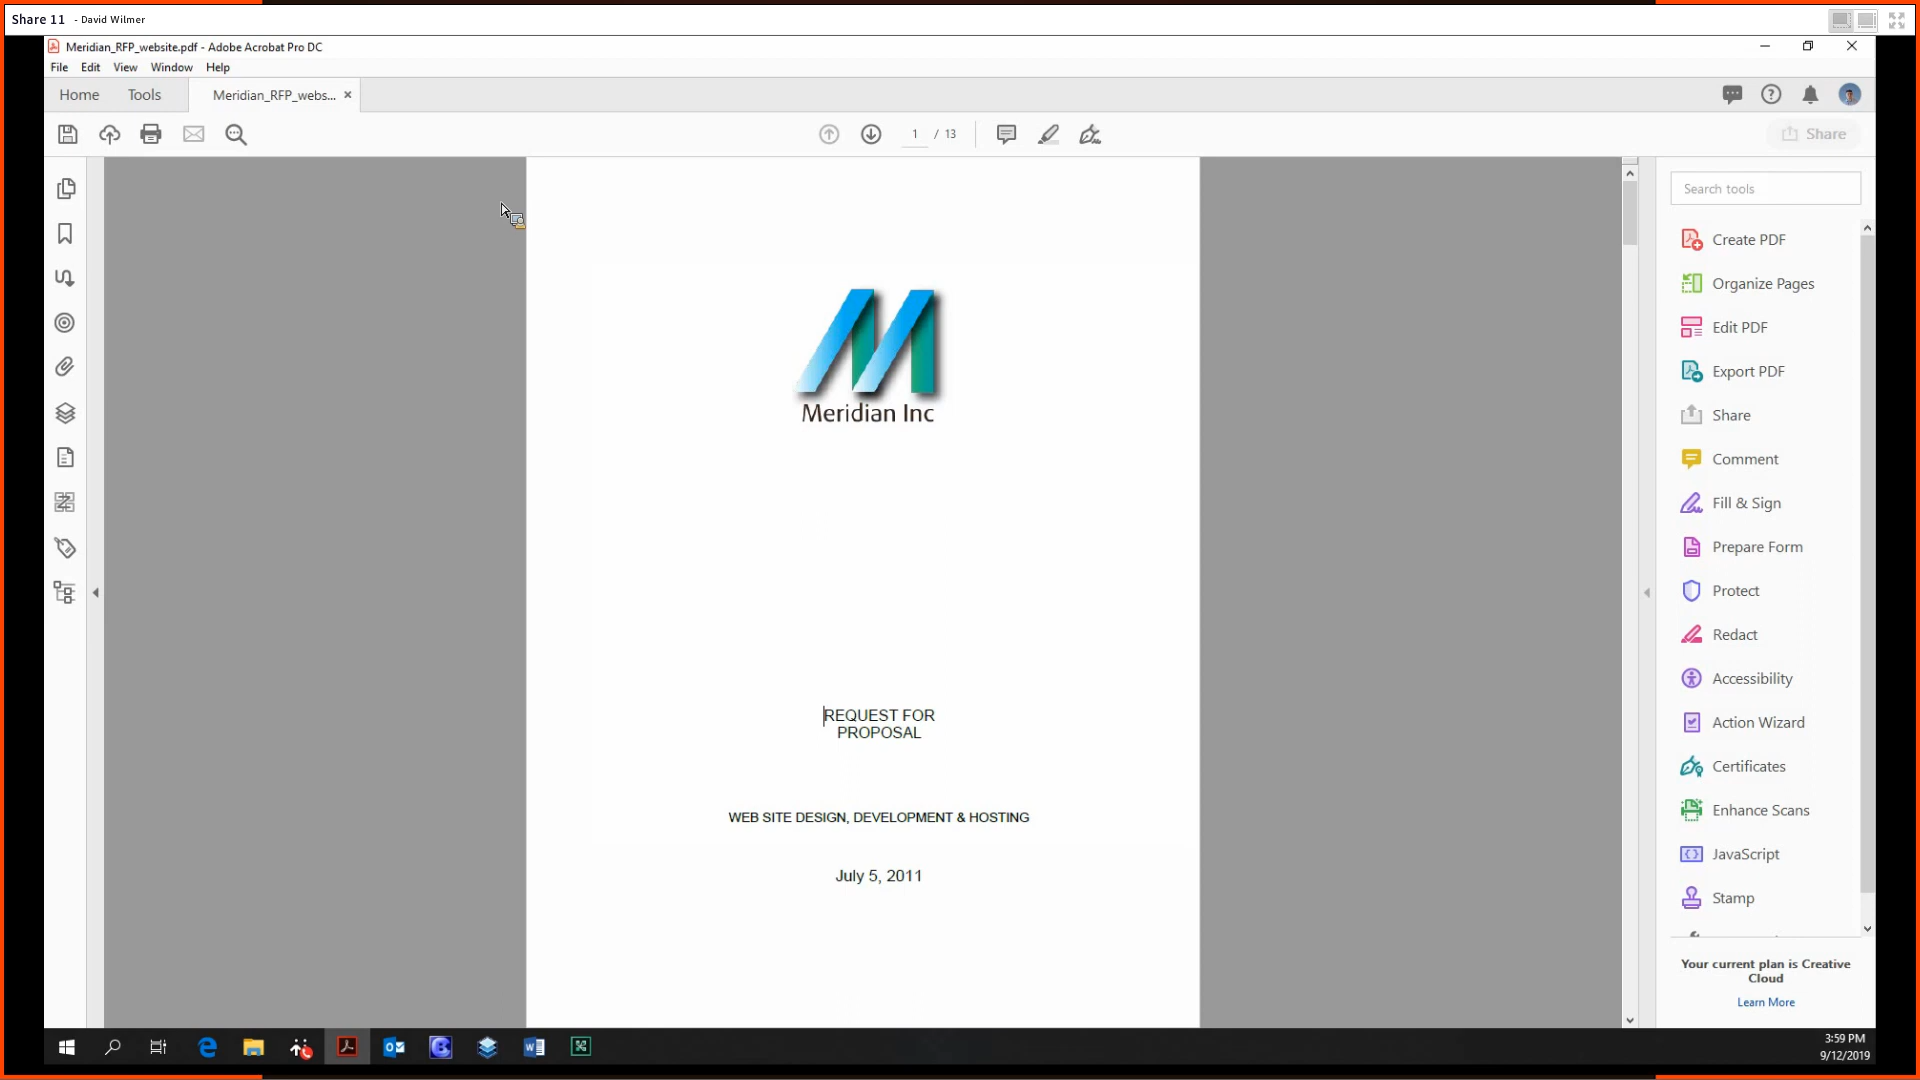 Share 11 - David Wilmer
Meridian_RFP_website.pdf - Adobe Acrobat Pro DC
File Edit View Window Help
Home Tools Meridian_RFP_webs... ×
1 / 13
Share
Search tools
Create PDF
Organize Pages
Edit PDF
Export PDF
Share
Comment
Fill & Sign
Prepare Form
Protect
Redact
Accessibility
Action Wizard
Certificates
Enhance Scans
JavaScript
Stamp
Your current plan is Creative
Cloud
Learn More
Meridian Inc
REQUEST FOR
PROPOSAL
WEB SITE DESIGN, DEVELOPMENT & HOSTING
July 5, 2011
3:59 PM
9/12/2019